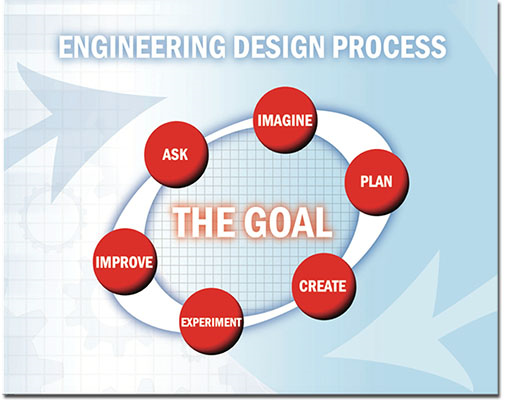 ENGINEERING DESIGN PROCESS
IMAGINE
ASK
PLAN
THE GOAL
IMPROVE
CREATE
EXPERIMENT